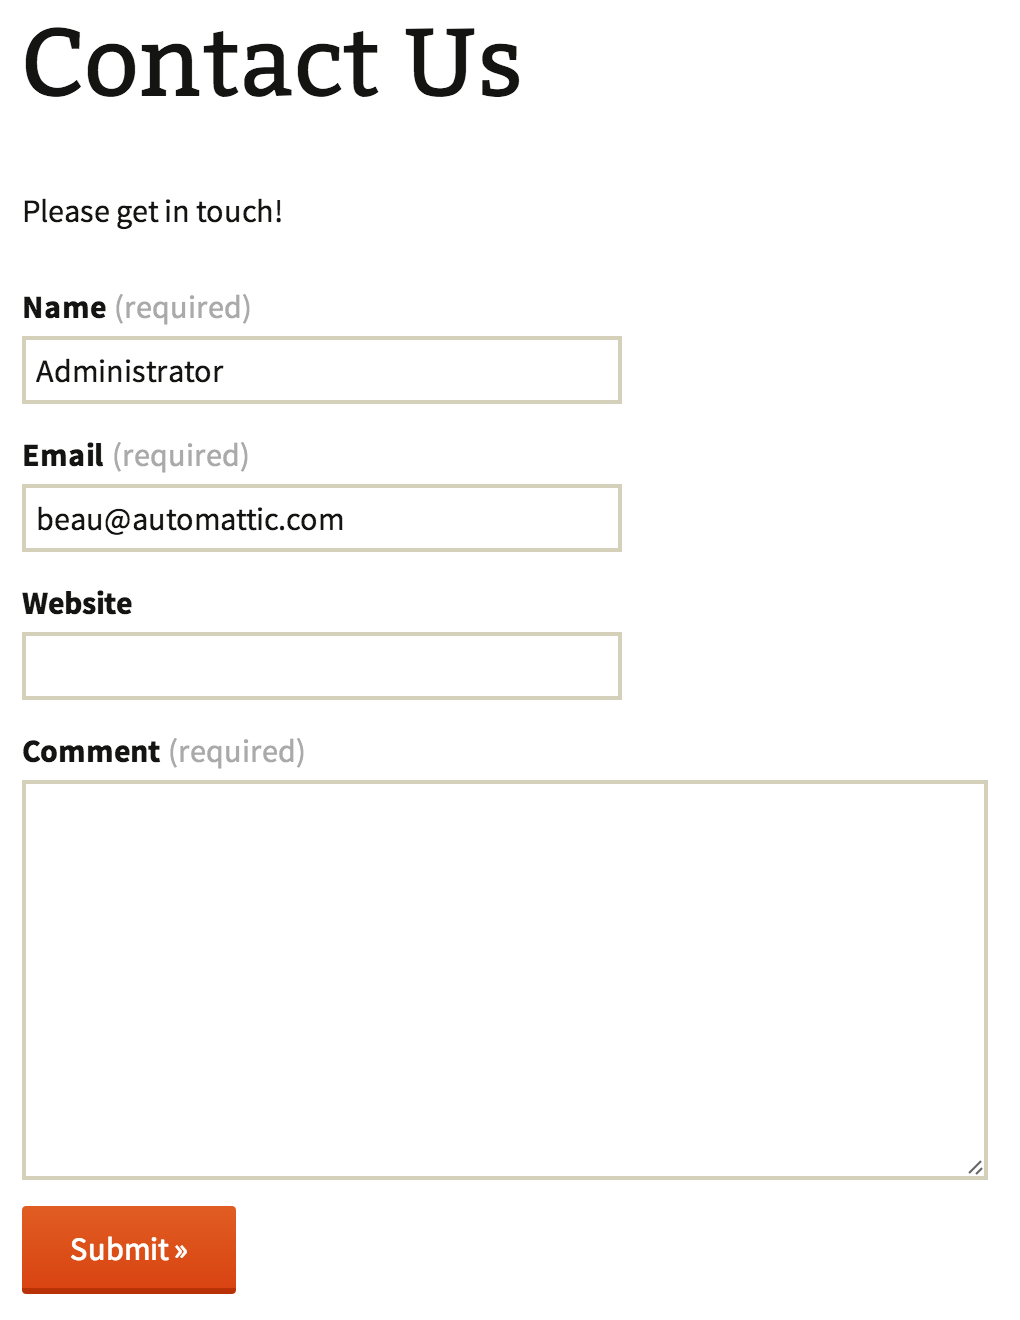 Contact Us
Please get in touch!
Name (required)
Administrator
Email (required)
beau@automattic.com
Website
Comment (required)
Submit »